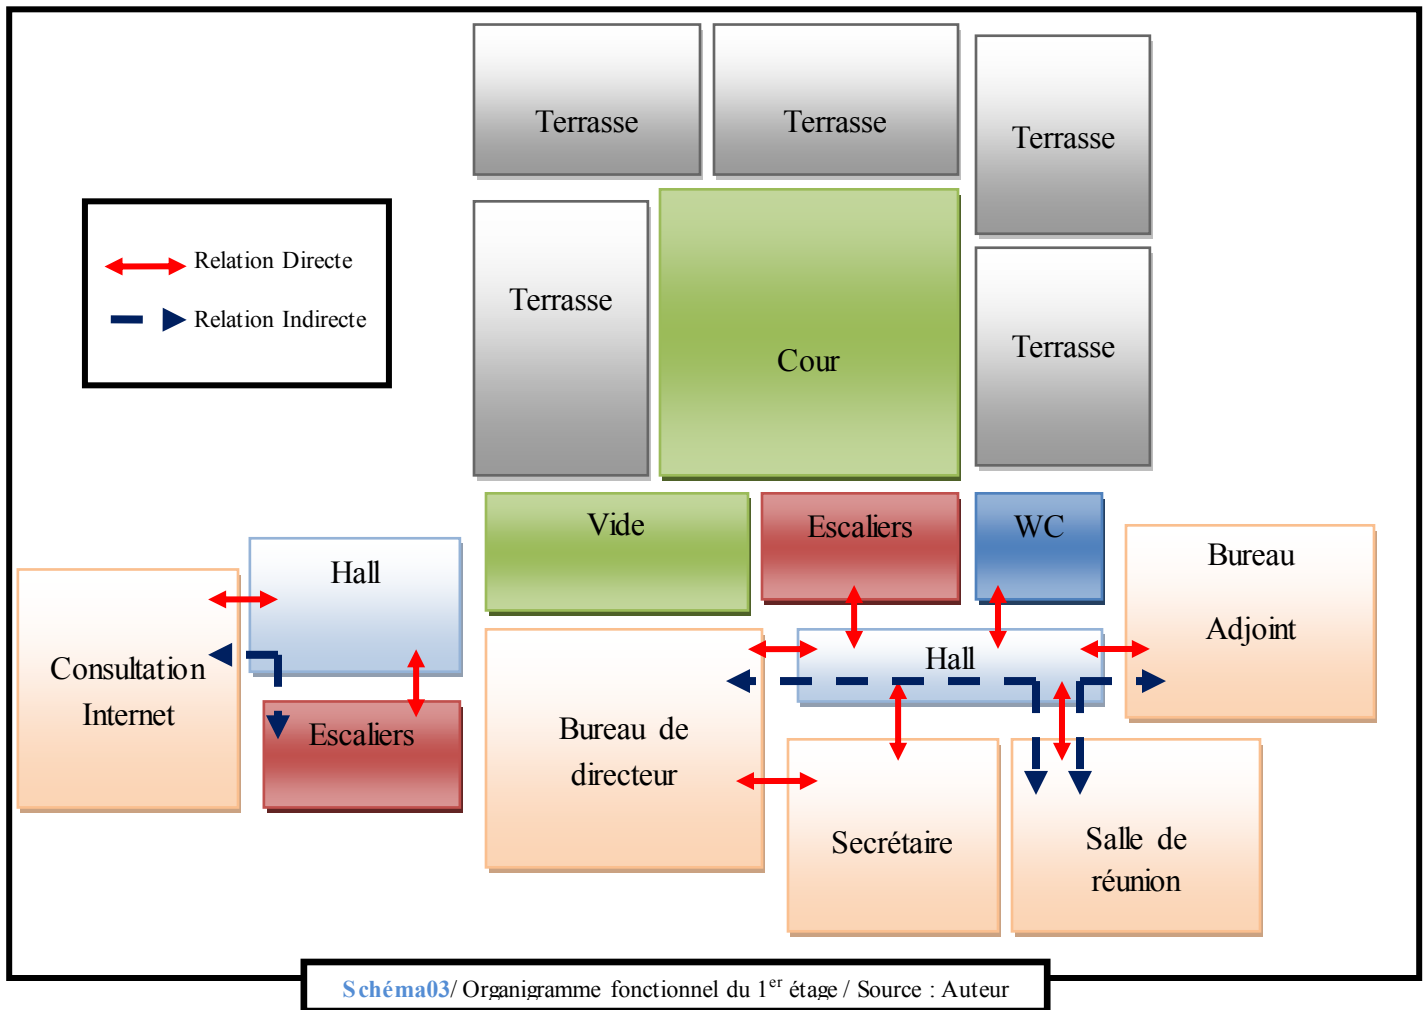 Terrasse
Terrasse
Terrasse
Relation Directe
Relation Indirecte
Terrasse
Cour
Terrasse
Vide
Escaliers
WC
Hall
Bureau
Adjoint
Consultation
Internet
Escaliers
Hall
Bureau de
directeur
Secrétaire
Salle de
réunion
Schéma03/ Organigramme fonctionnel du 1er étage / Source : Auteur